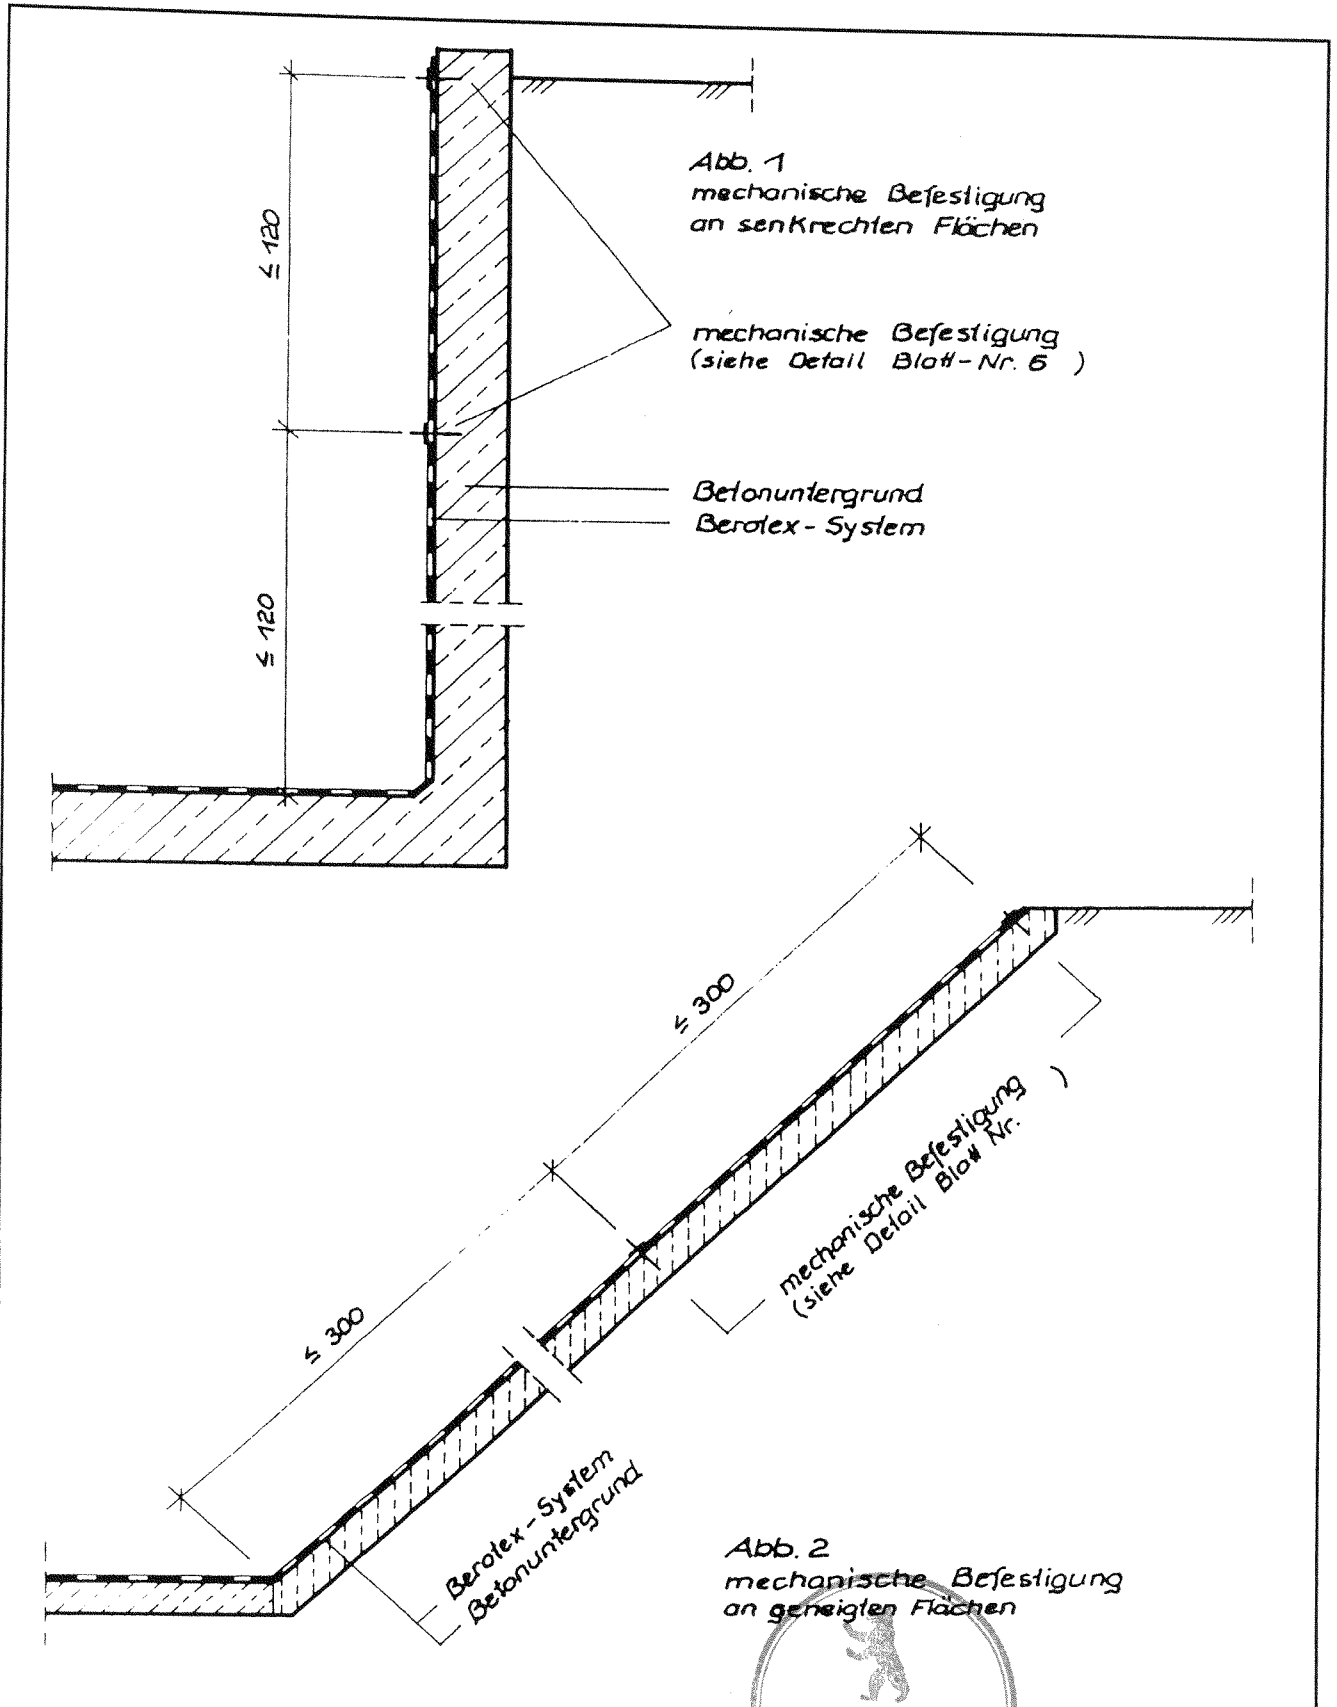 Abb. 1
mechanische Befestigung
an senkrechten Flächen
≤ 120
mechanische Befestigung
(siehe Detail Blatt-Nr. 6 )
Betonuntergrund
Berotex-System
≤ 120
≤ 300
mechanische Befestigung
(siehe Detail Blatt Nr. )
≤ 300
Berotex-System
Betonuntergrund
Abb. 2
mechanische Befestigung
an geneigten Flächen